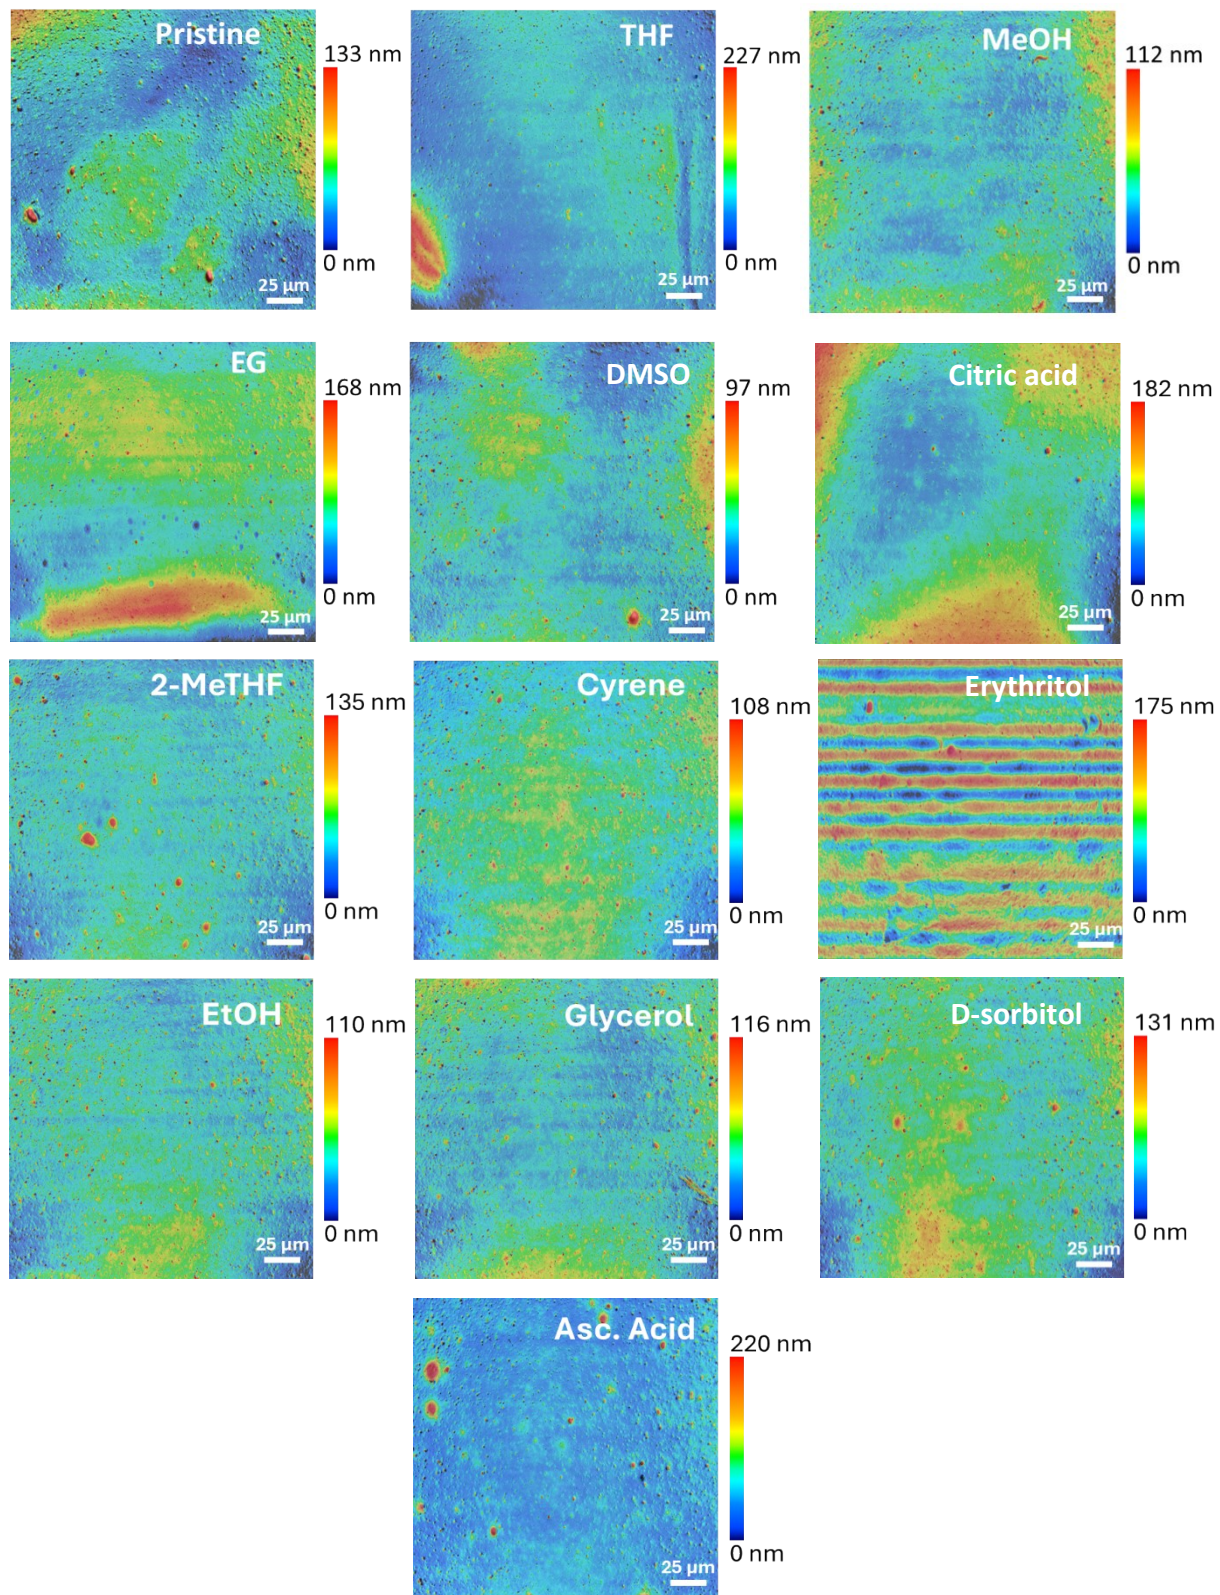 Pristine
133 nm
0 nm
25 µm
THF
227 nm
0 nm
25 µm
MeOH
112 nm
0 nm
25 µm
EG
168 nm
0 nm
25 µm
DMSO
97 nm
0 nm
25 µm
Citric acid
182 nm
0 nm
25 µm
2-MeTHF
135 nm
0 nm
25 µm
Cyrene
108 nm
0 nm
25 µm
Erythritol
175 nm
0 nm
25 µm
EtOH
110 nm
0 nm
25 µm
Glycerol
116 nm
0 nm
25 µm
D-sorbitol
131 nm
0 nm
25 µm
Asc. Acid
220 nm
0 nm
25 µm